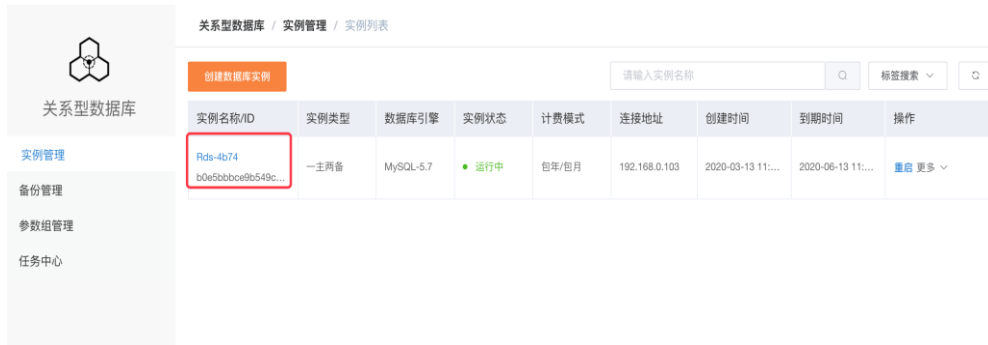 关系型数据库 / 实例管理 / 实例列表
关系型数据库
实例管理
备份管理
参数组管理
任务中心
创建数据库实例
请输入实例名称
标签搜索
实例名称/ID 实例类型 数据库引擎 实例状态 计费模式 连接地址 创建时间 到期时间 操作
Rds-4b74 一主两备 MySQL-5.7 运行中 包年/包月 192.168.0.103 2020-03-13 11:... 2020-06-13 11:... 重启 更多
b0e5bbbce9b549c...